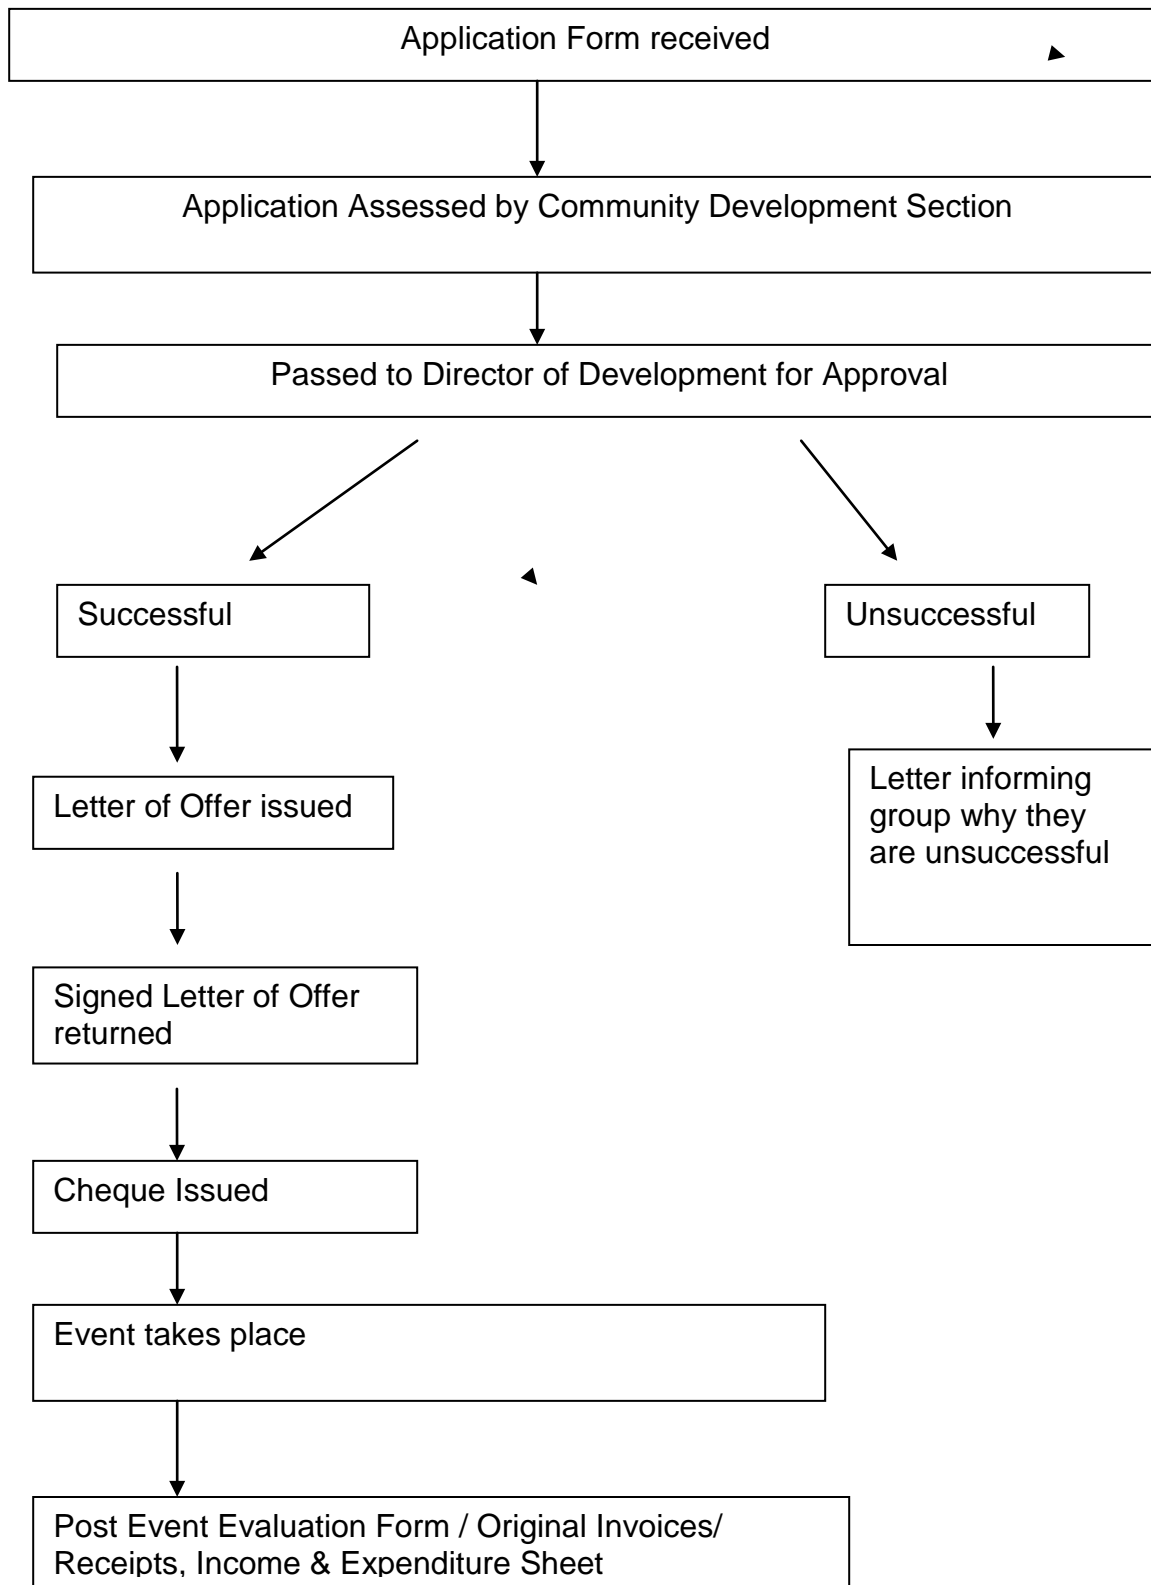 Application Form received
Application Assessed by Community Development Section
Passed to Director of Development for Approval
Successful
Unsuccessful
Letter of Offer issued
Letter informing
group why they
are unsuccessful
Signed Letter of Offer
returned
Cheque Issued
Event takes place
Post Event Evaluation Form / Original Invoices/
Receipts, Income & Expenditure Sheet